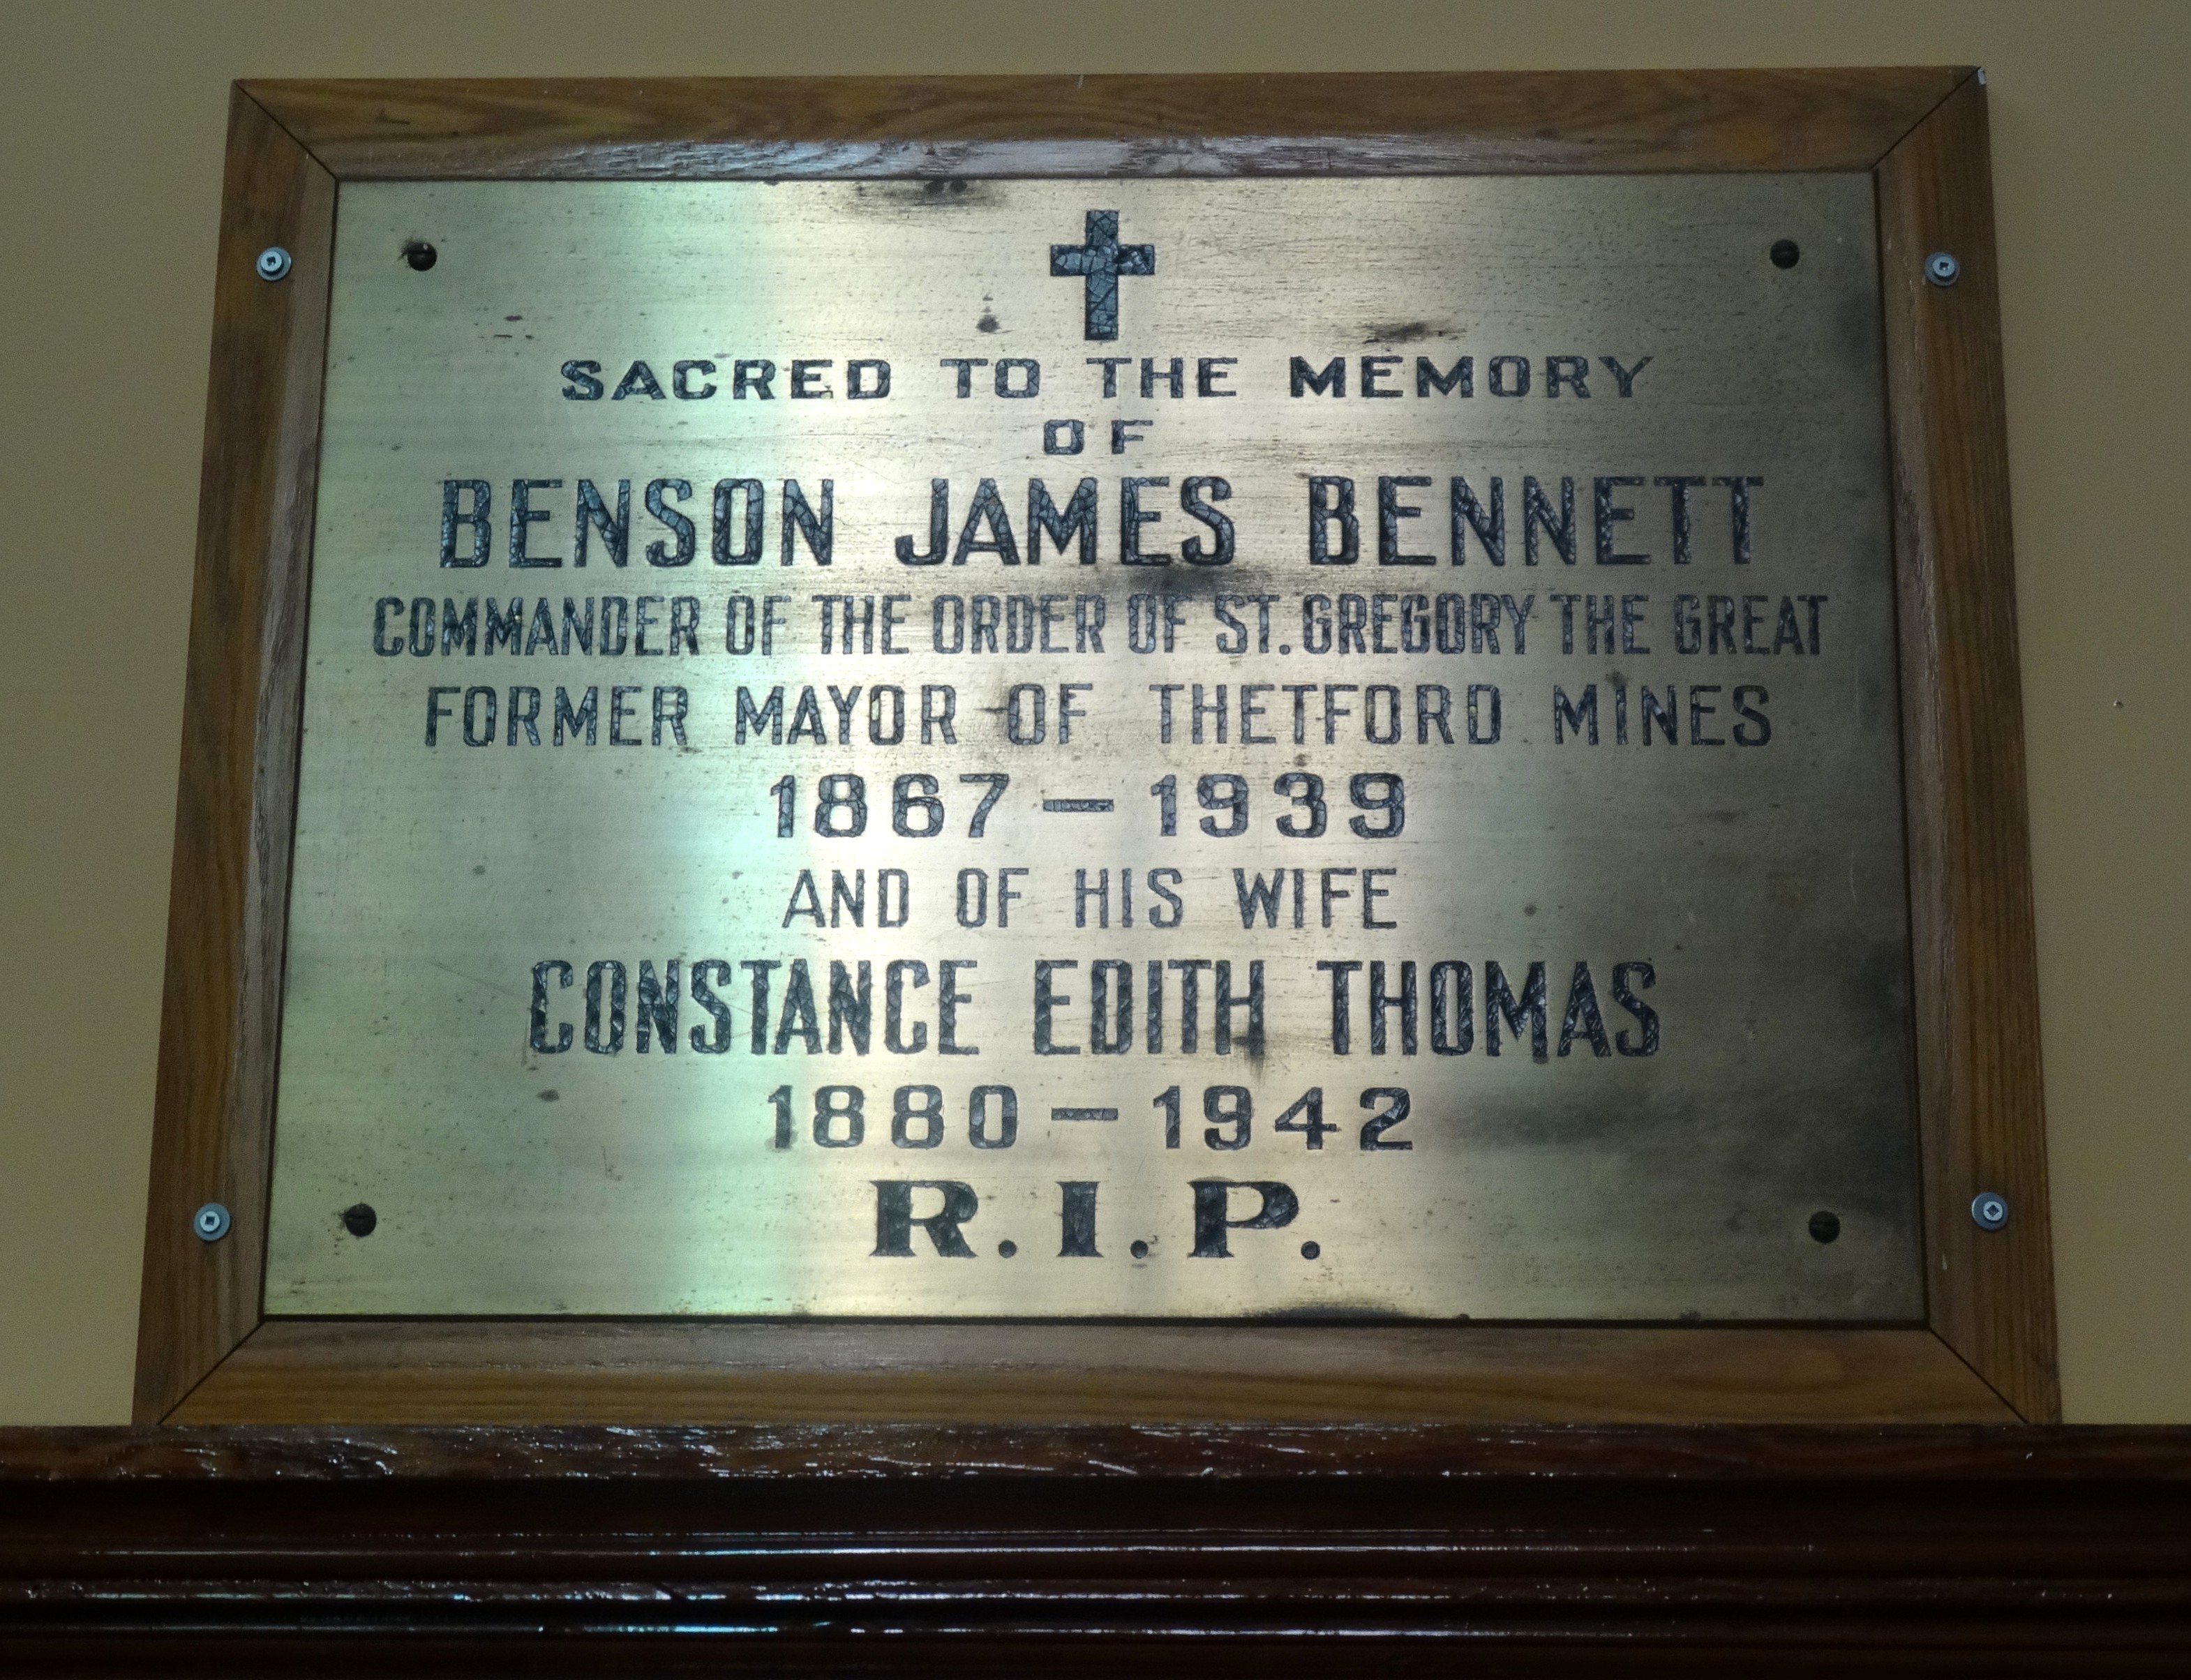 SACRED TO THE MEMORY
OF
BENSON JAMES BENNETT
COMMANDER OF THE ORDER OF ST. GREGORY THE GREAT
FORMER MAYOR OF THETFORD MINES
1867 — 1939
AND OF HIS WIFE
CONSTANCE EDITH THOMAS
1880 — 1942
R.I.P.